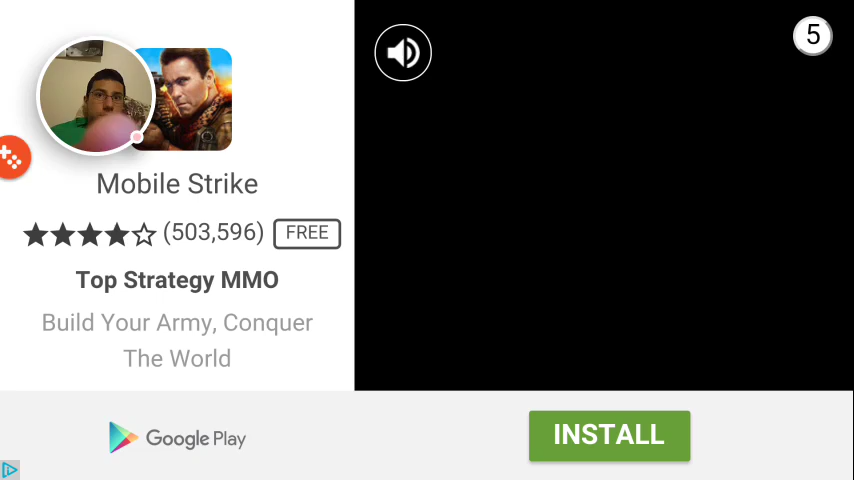 5
Mobile Strike
(503,596) FREE
Top Strategy MMO
Build Your Army, Conquer
The World
Google Play
INSTALL